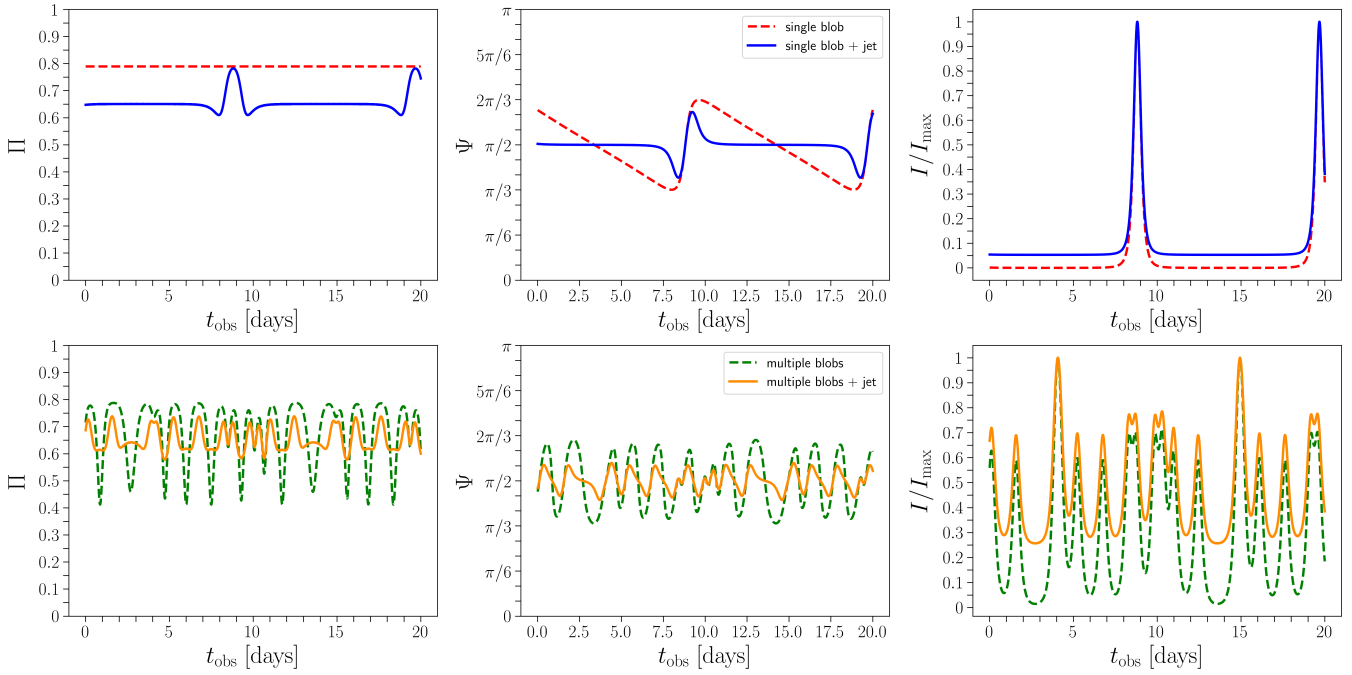 1
0.9
0.8
0.7
0.6
0.5
0.4
0.3
0.2
0.1
0
Π
0 5 10 15 20
t_obs [days]
π
5π/6
2π/3
π/2
π/3
π/6
0
Ψ
single blob
single blob + jet
0.0 2.5 5.0 7.5 10.0 12.5 15.0 17.5 20.0
t_obs [days]
1
0.9
0.8
0.7
0.6
0.5
0.4
0.3
0.2
0.1
0
I/I_max
0 5 10 15 20
t_obs [days]
1
0.9
0.8
0.7
0.6
0.5
0.4
0.3
0.2
0.1
0
Π
0 5 10 15 20
t_obs [days]
π
5π/6
2π/3
π/2
π/3
π/6
0
Ψ
multiple blobs
multiple blobs + jet
0.0 2.5 5.0 7.5 10.0 12.5 15.0 17.5 20.0
t_obs [days]
1
0.9
0.8
0.7
0.6
0.5
0.4
0.3
0.2
0.1
0
I/I_max
0 5 10 15 20
t_obs [days]